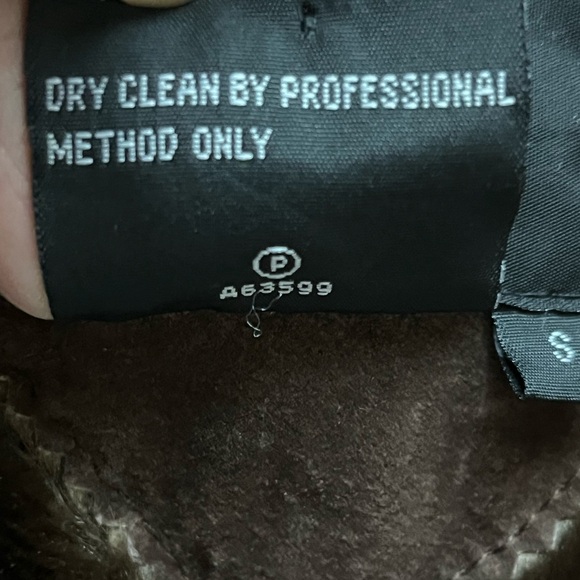 DRY CLEAN BY PROFESSIONAL
METHOD ONLY
P
A63599
S